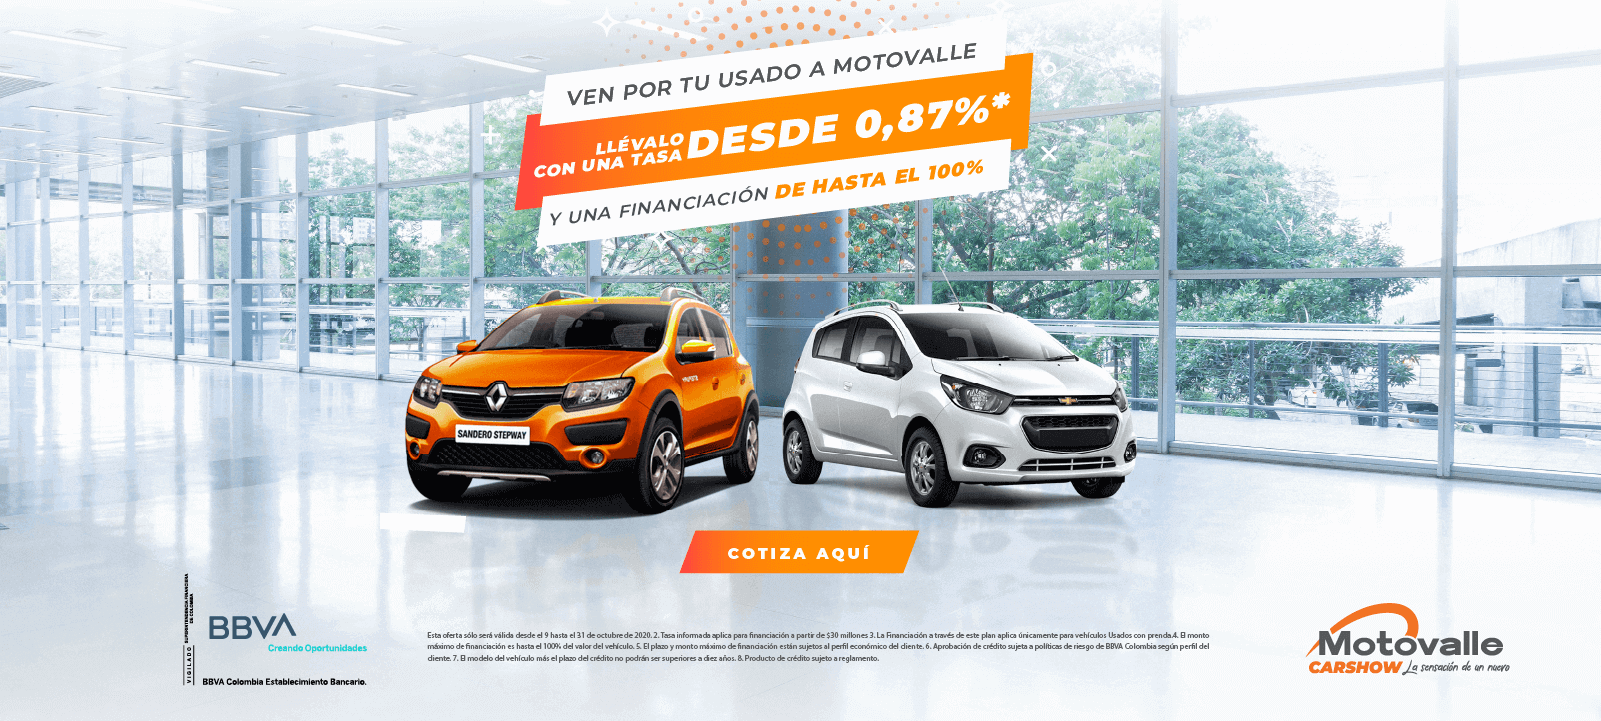 VEN POR TU USADO A MOTOVALLE
LLÉVALO
CON UNA TASA
DESDE 0,87%*
Y UNA FINANCIACIÓN DE HASTA EL 100%
SANDERO STEPWAY
COTIZA AQUÍ
VIGILADO
SUPERINTENDENCIA FINANCIERA
DE COLOMBIA
BBVA
Creando Oportunidades
BBVA Colombia Establecimiento Bancario.
Esta oferta sólo será válida desde el 9 hasta el 31 de octubre de 2020. 2. Tasa informada aplica para financiación a partir de $30 millones 3. La Financiación a través de este plan aplica únicamente para vehículos Usados con prenda.4. El monto
máximo de financiación es hasta el 100% del valor del vehículo. 5. El plazo y monto máximo de financiación están sujetos al perfil económico del cliente. 6. Aprobación de crédito sujeta a políticas de riesgo de BBVA Colombia según perfil del
cliente. 7. El modelo del vehículo más el plazo del crédito no podrán ser superiores a diez años. 8. Producto de crédito sujeto a reglamento.
Motovalle
CARSHOW La sensación de un nuevo